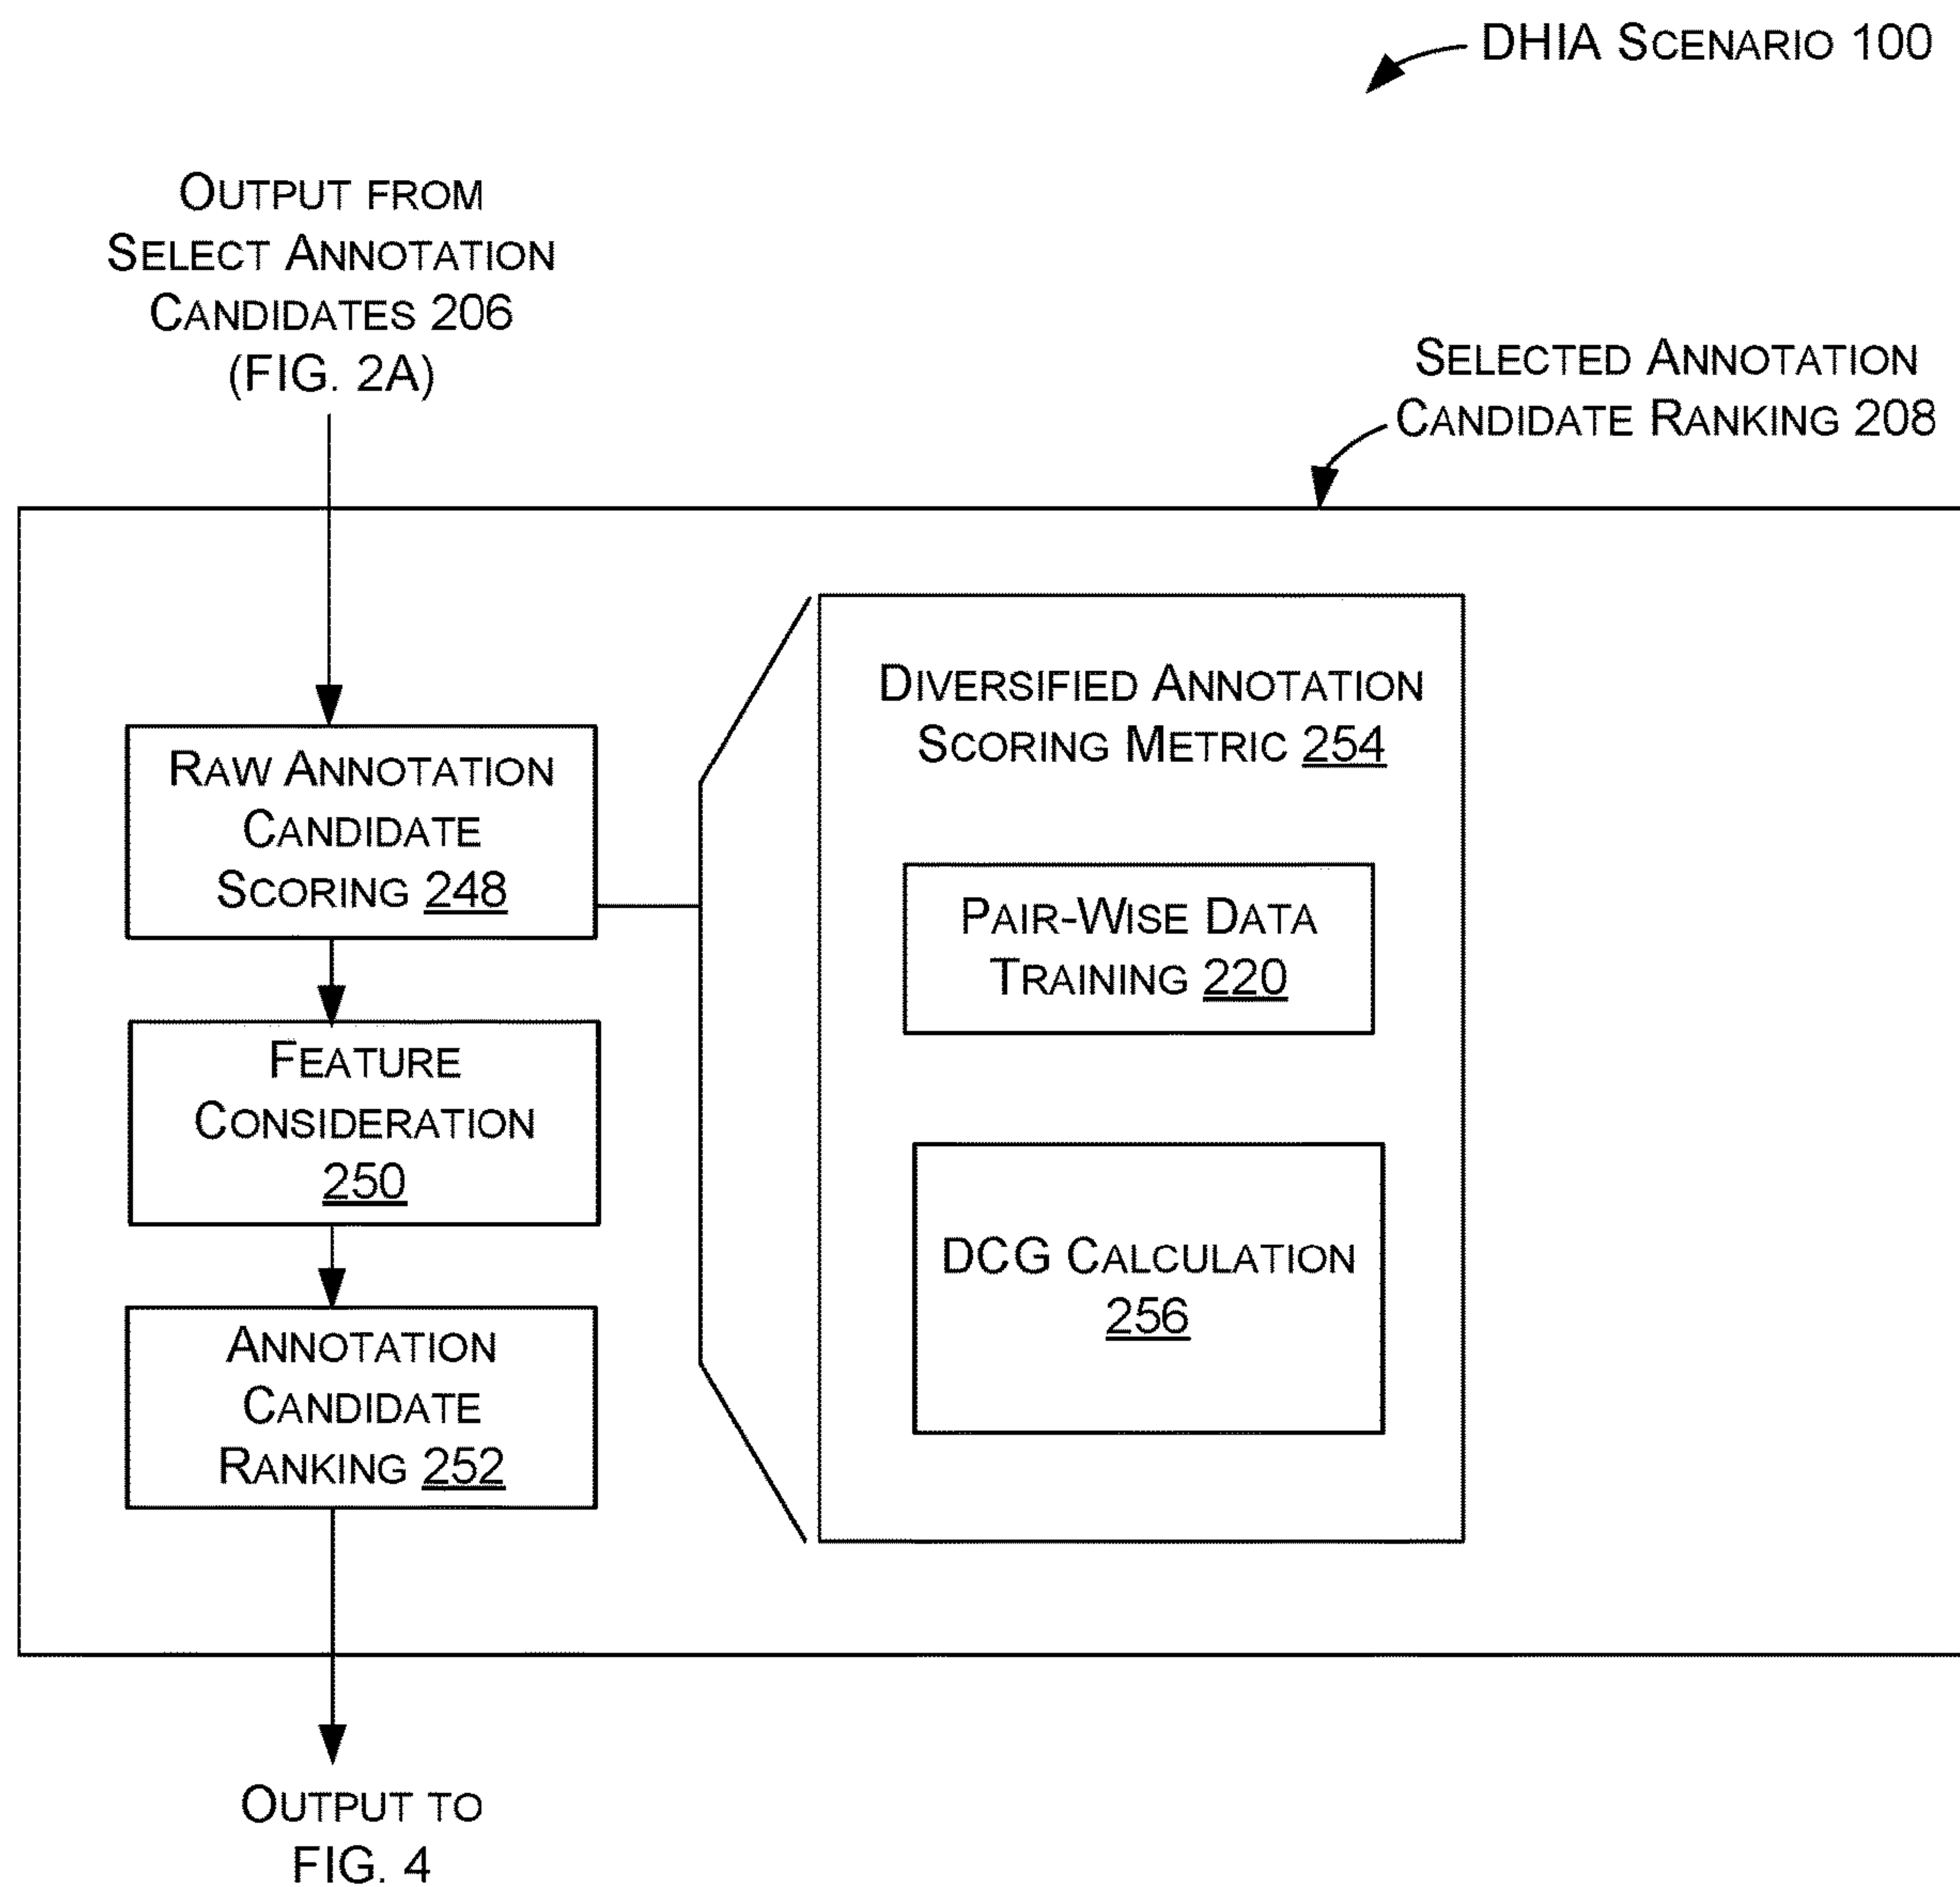 DHIA SCENARIO 100
OUTPUT FROM
SELECT ANNOTATION
CANDIDATES 206
(FIG. 2A)
SELECTED ANNOTATION
CANDIDATE RANKING 208
RAW ANNOTATION
CANDIDATE
SCORING 248
FEATURE
CONSIDERATION
250
ANNOTATION
CANDIDATE
RANKING 252
DIVERSIFIED ANNOTATION
SCORING METRIC 254
PAIR-WISE DATA
TRAINING 220
DCG CALCULATION
256
OUTPUT TO
FIG. 4